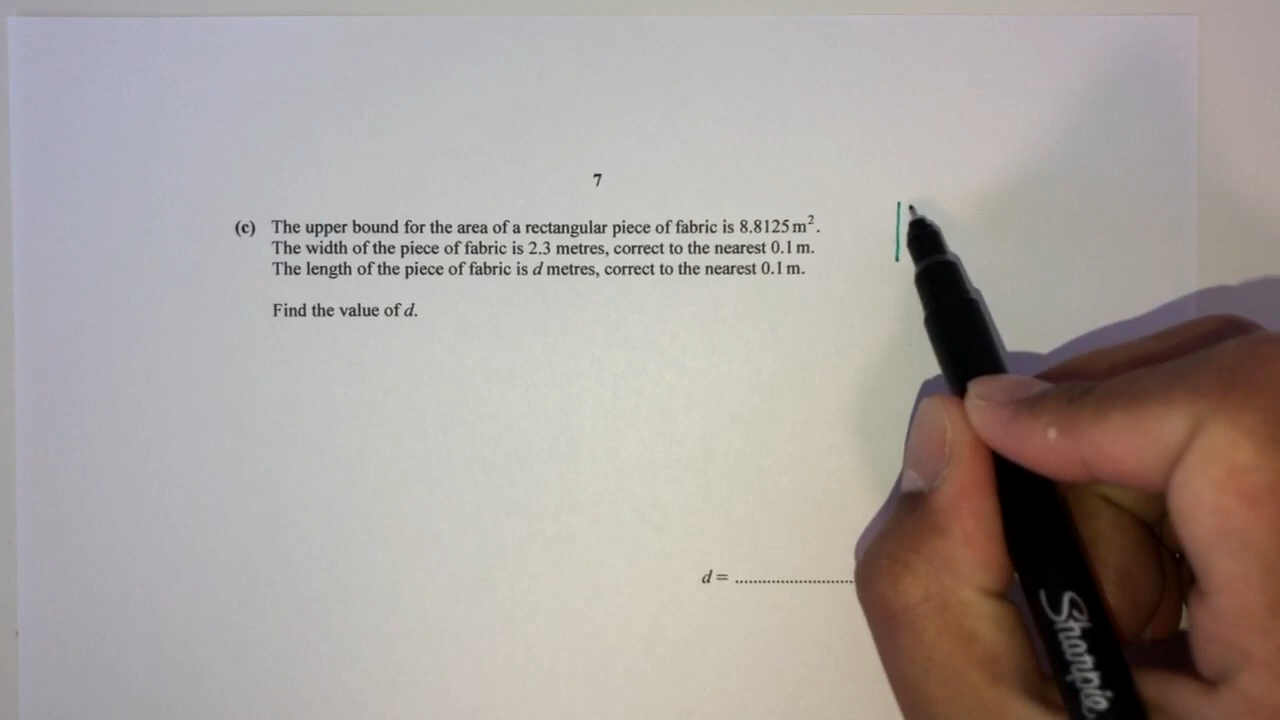 7
(c) The upper bound for the area of a rectangular piece of fabric is 8.8125 m².
The width of the piece of fabric is 2.3 metres, correct to the nearest 0.1 m.
The length of the piece of fabric is d metres, correct to the nearest 0.1 m.
Find the value of d.
d = ..........................
Sharpie